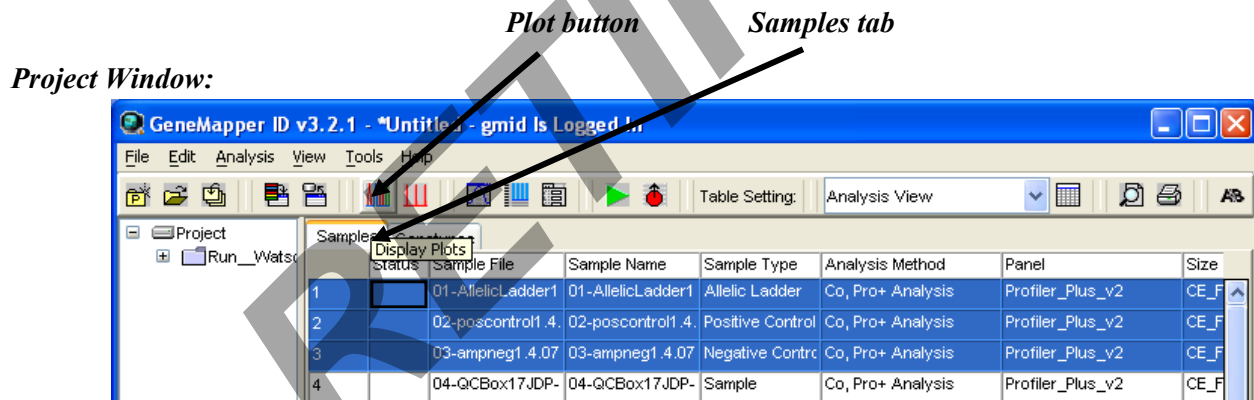 Plot button Samples tab
Project Window:
GeneMapper ID v3.2.1 - *Untitled - gmid Is Logged In
File Edit Analysis View Tools Help
Table Setting: Analysis View
Project Samples Genotypes
Run__Wats
Display Plots
Status Sample File Sample Name Sample Type Analysis Method Panel Size
1 01-AllelicLadder1 01-AllelicLadder1 Allelic Ladder Co, Pro+ Analysis Profiler_Plus_v2 CE_F
2 02-poscontrol1.4. 02-poscontrol1.4. Positive Control Co, Pro+ Analysis Profiler_Plus_v2 CE_F
3 03-ampneg1.4.07 03-ampneg1.4.07 Negative Contrc Co, Pro+ Analysis Profiler_Plus_v2 CE_F
4 04-QCBox17JDP- 04-QCBox17JDP- Sample Co, Pro+ Analysis Profiler_Plus_v2 CE_F
RETI